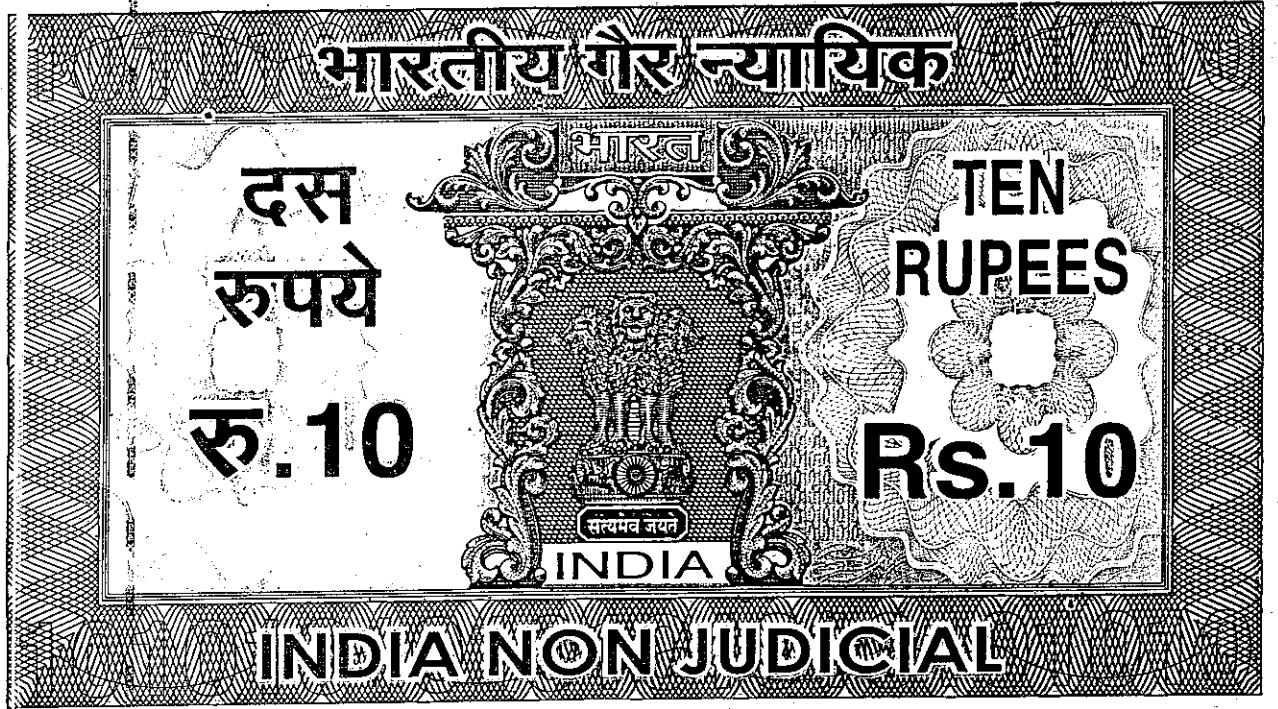 भारतीय गैर न्यायिक
भारत
दस
रुपये
रु.10
TEN
RUPEES
Rs.10
सत्यमेव जयते
INDIA
INDIA NON JUDICIAL